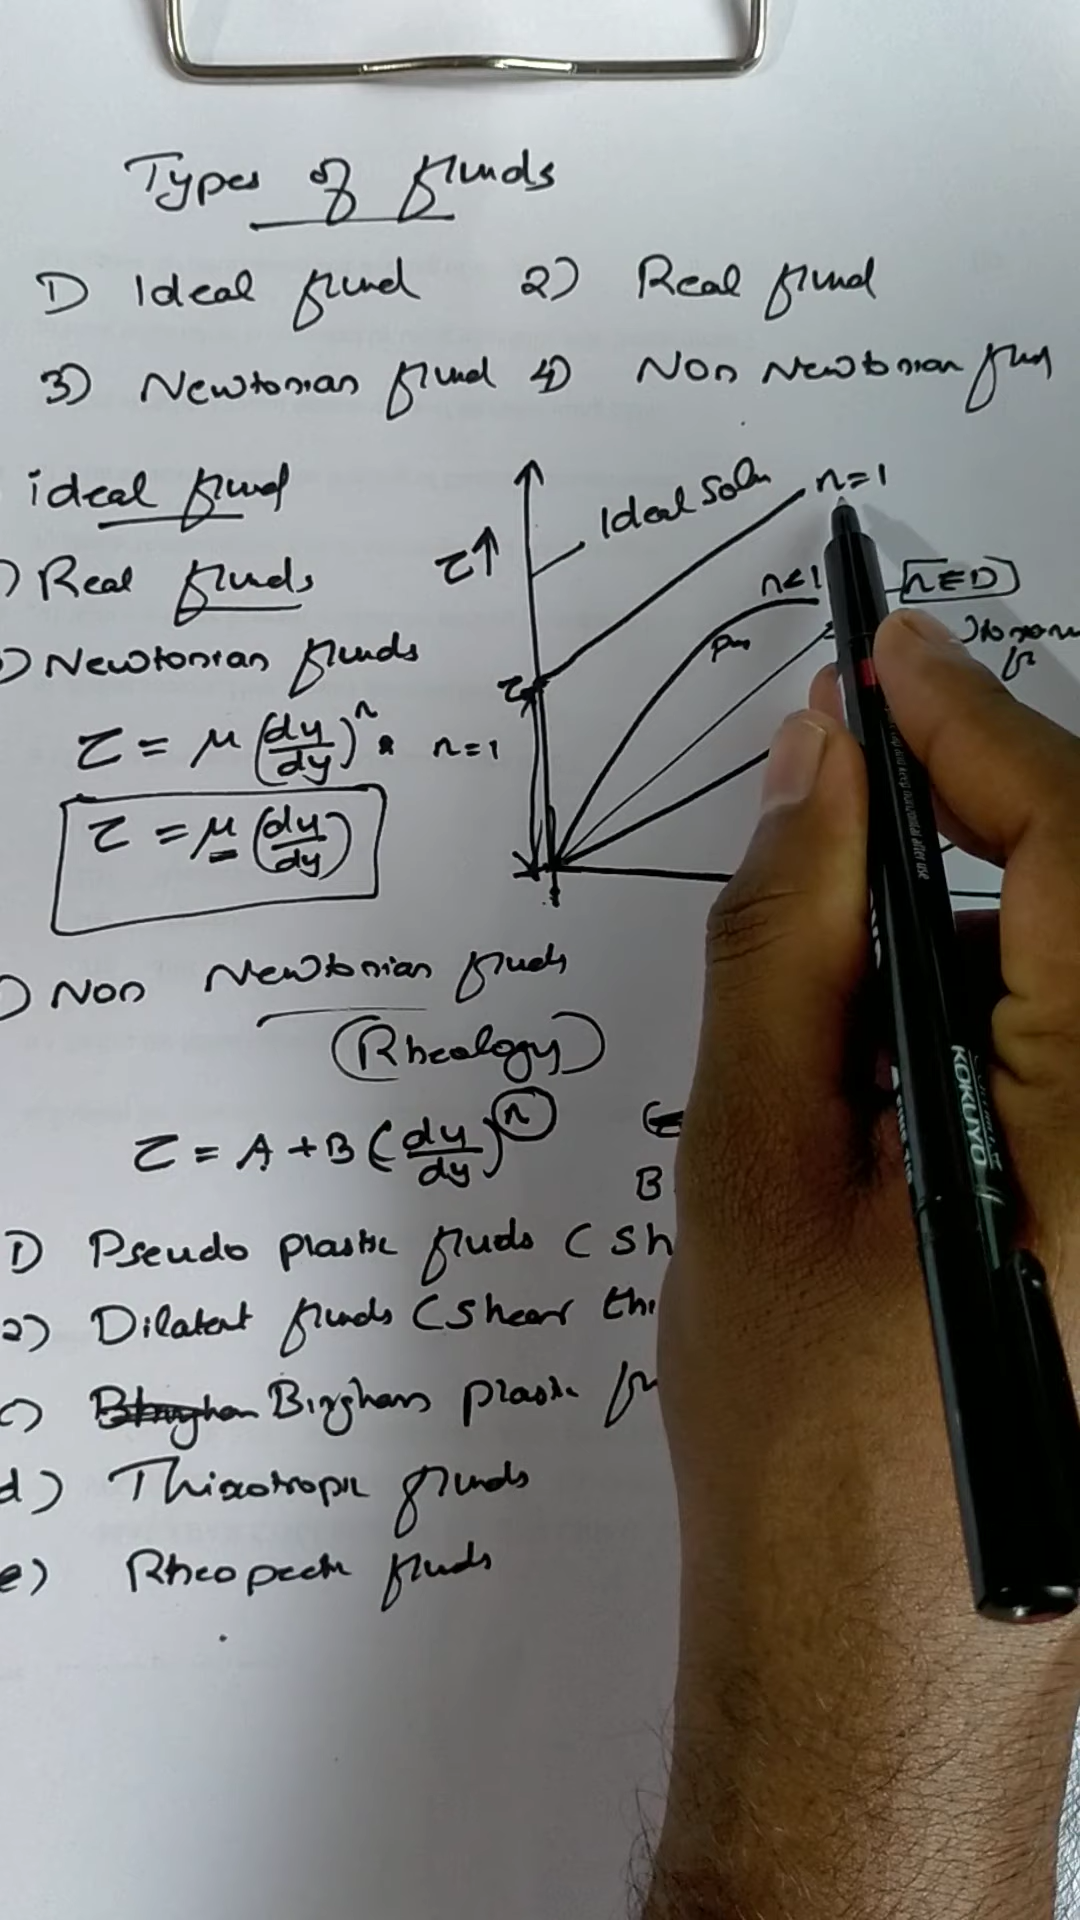 Types of fluids
1) Ideal fluid 2) Real fluid
3) Newtonian fluid 4) Non Newtonian fluid
ideal fluid
) Real fluids
) Newtonian fluids
τ = μ (du/dy)ⁿ n=1
τ = μ (du/dy)
τ↑
Ideal Soln
n=1
n<1
) Non Newtonian fluids
(Rheology)
τ = A + B (du/dy)ⁿ
B
1) Pseudo plastic fluids ( Sh
2) Dilatent fluids ( Shear thi
c) Bingham plastic
d) Thixotropic fluids
e) Rheopectic fluids
KOKUYO